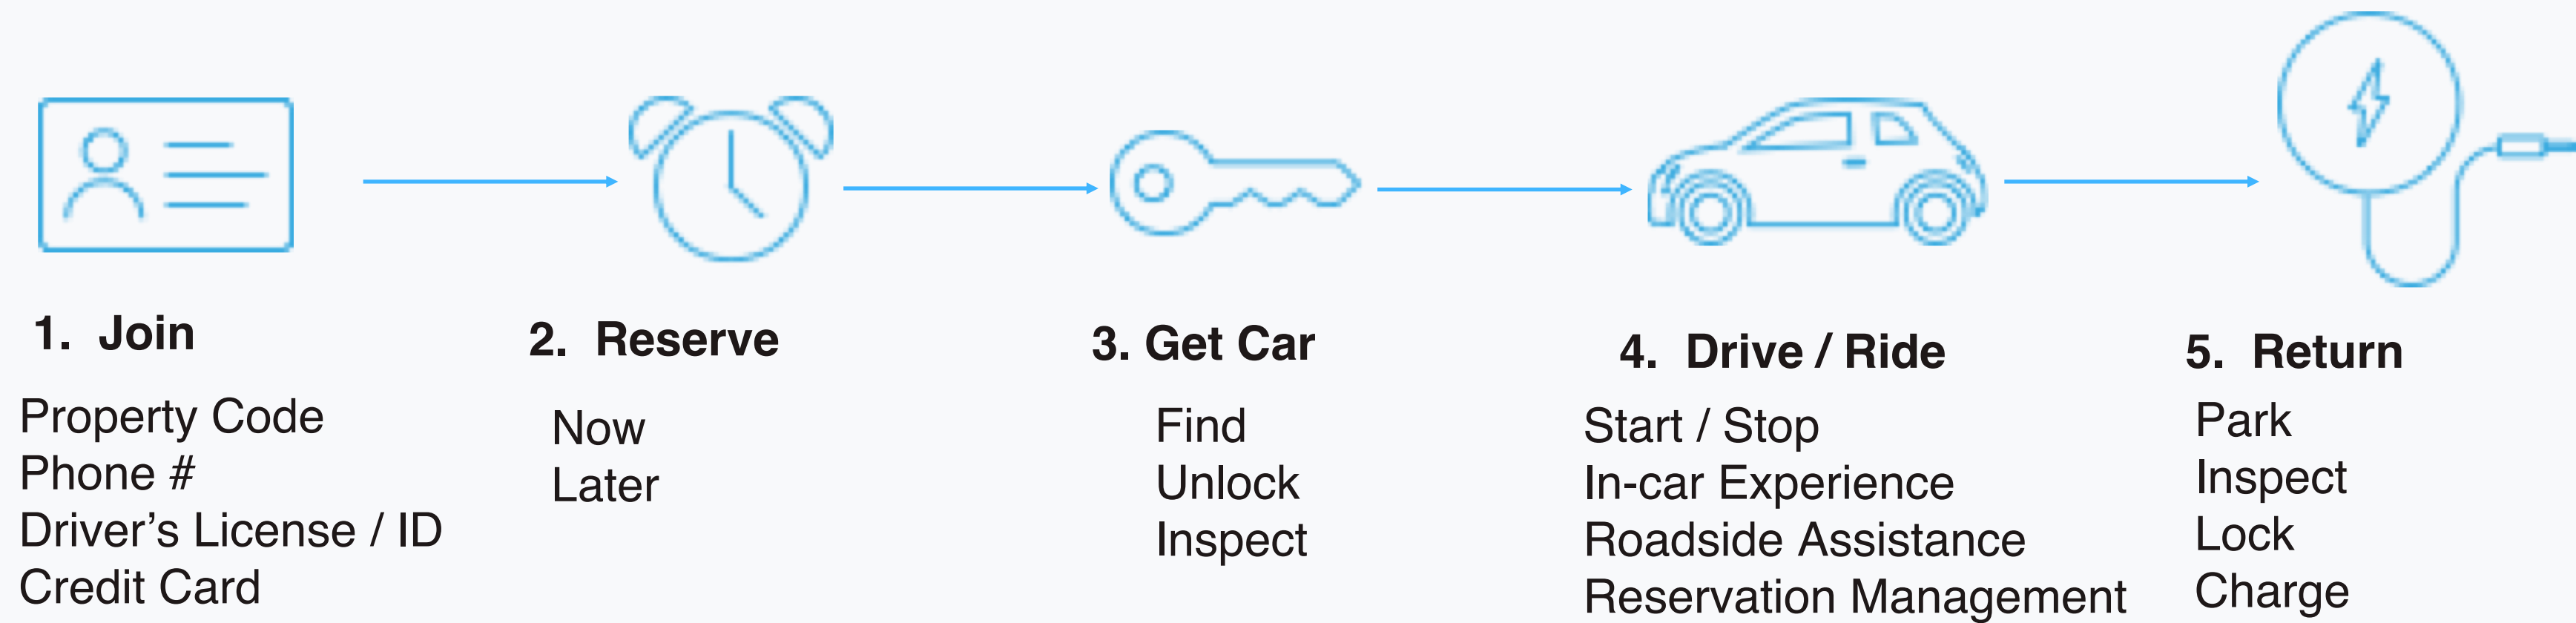 1. Join
Property Code
Phone #
Driver’s License / ID
Credit Card
2. Reserve
Now
Later
3. Get Car
Find
Unlock
Inspect
4. Drive / Ride
Start / Stop
In-car Experience
Roadside Assistance
Reservation Management
5. Return
Park
Inspect
Lock
Charge